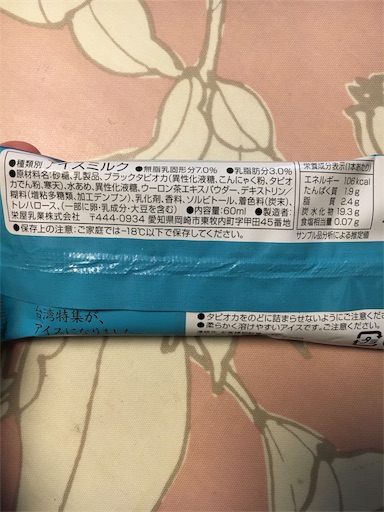 ●種類別 アイスミルク ●無脂乳固形分7.0% ●乳脂肪分3.0%
●原材料名:砂糖、乳製品、ブラックタピオカ(異性化液糖、こんにゃく粉、タピオ
カでん粉、寒天)、水あめ、異性化液糖、ウーロン茶エキスパウダー、デキストリン/
糊料(増粘多糖類、加工デンプン)、乳化剤、香料、ソルビトール、着色料(炭末)、
トレハロース、(一部に卵・乳成分・大豆を含む) ●内容量:60ml ●製造者:
栄屋乳業株式会社 〒444-0934 愛知県岡崎市東牧内町字甲田45番地
●保存上の注意:ご家庭では-18℃以下で保存してください。
栄養成分表示(1本あたり)
エネルギー 106kcal
たんぱく質 1.9g
脂質 2.4g
炭水化物 19.3g
食塩相当量 0.07g
サンプル品分析による推定値
台湾特集が、
アイスになりました
●タピオカをのどに詰まらせないようにご注意くだ
●柔らかく溶けやすいアイスです。ご注意